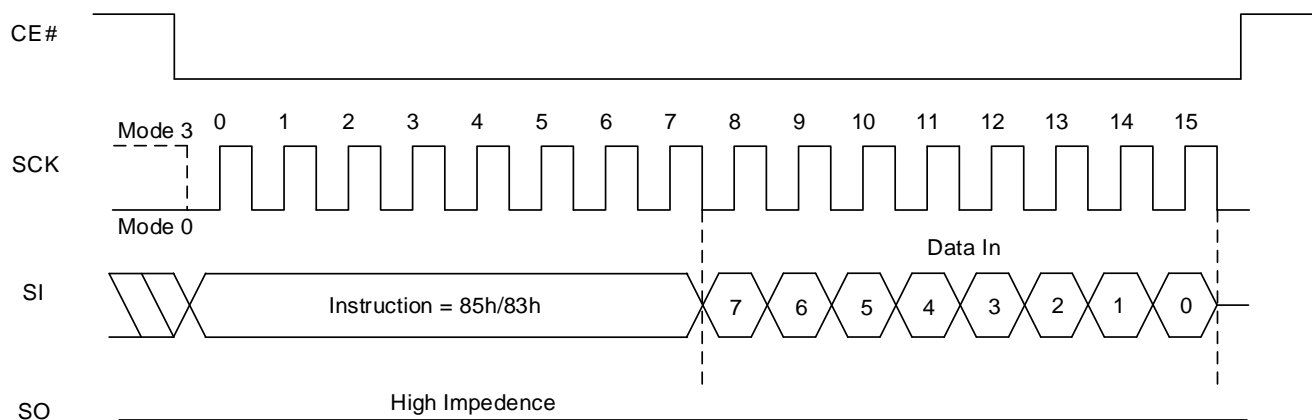 CE#
Mode 3 0 1 2 3 4 5 6 7 8 9 10 11 12 13 14 15
SCK
Mode 0
Data In
SI Instruction = 85h/83h 7 6 5 4 3 2 1 0
High Impedence
SO